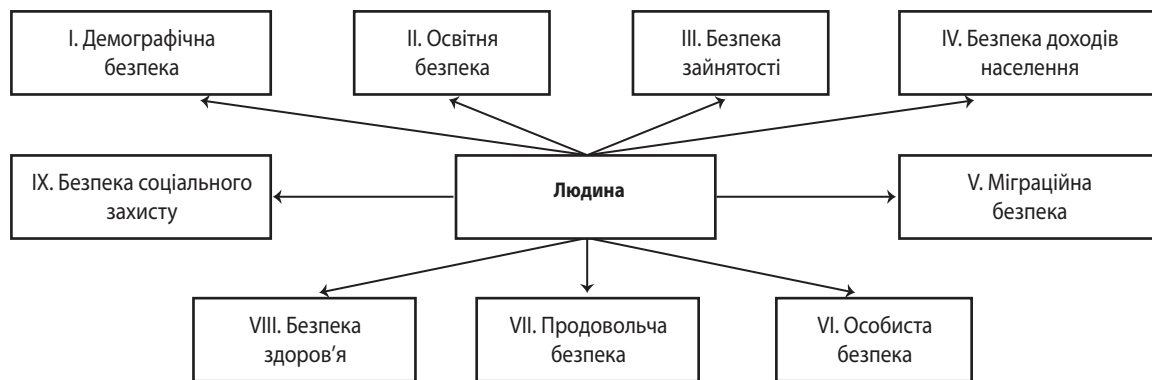 I. Демографічна
безпека
II. Освітня
безпека
III. Безпека
зайнятості
IV. Безпека доходів
населення
IX. Безпека соціального
захисту
Людина
V. Міграційна
безпека
VIII. Безпека
здоров'я
VII. Продовольча
безпека
VI. Особиста
безпека